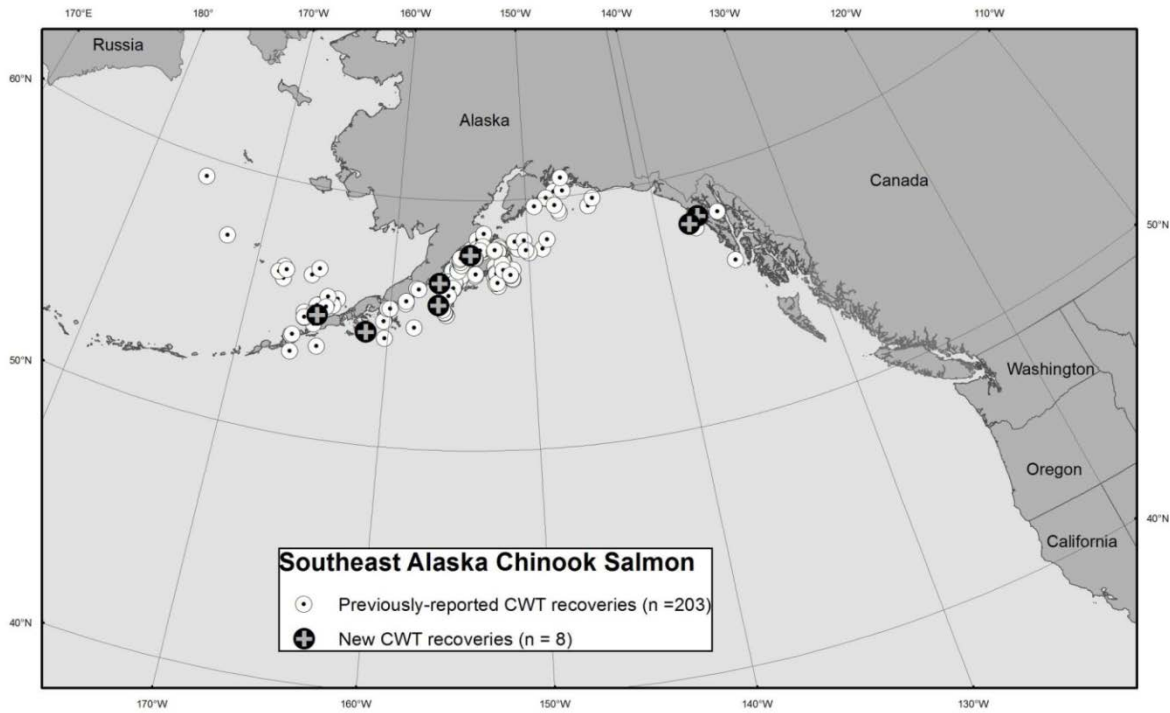 170°E 180° 170°W 160°W 150°W 140°W 130°W 120°W 110°W
Russia
60°N
Alaska
Canada
50°N
50°N
Washington
Oregon
40°N
California
Southeast Alaska Chinook Salmon
Previously-reported CWT recoveries (n =203)
New CWT recoveries (n = 8)
40°N
170°W 160°W 150°W 140°W 130°W